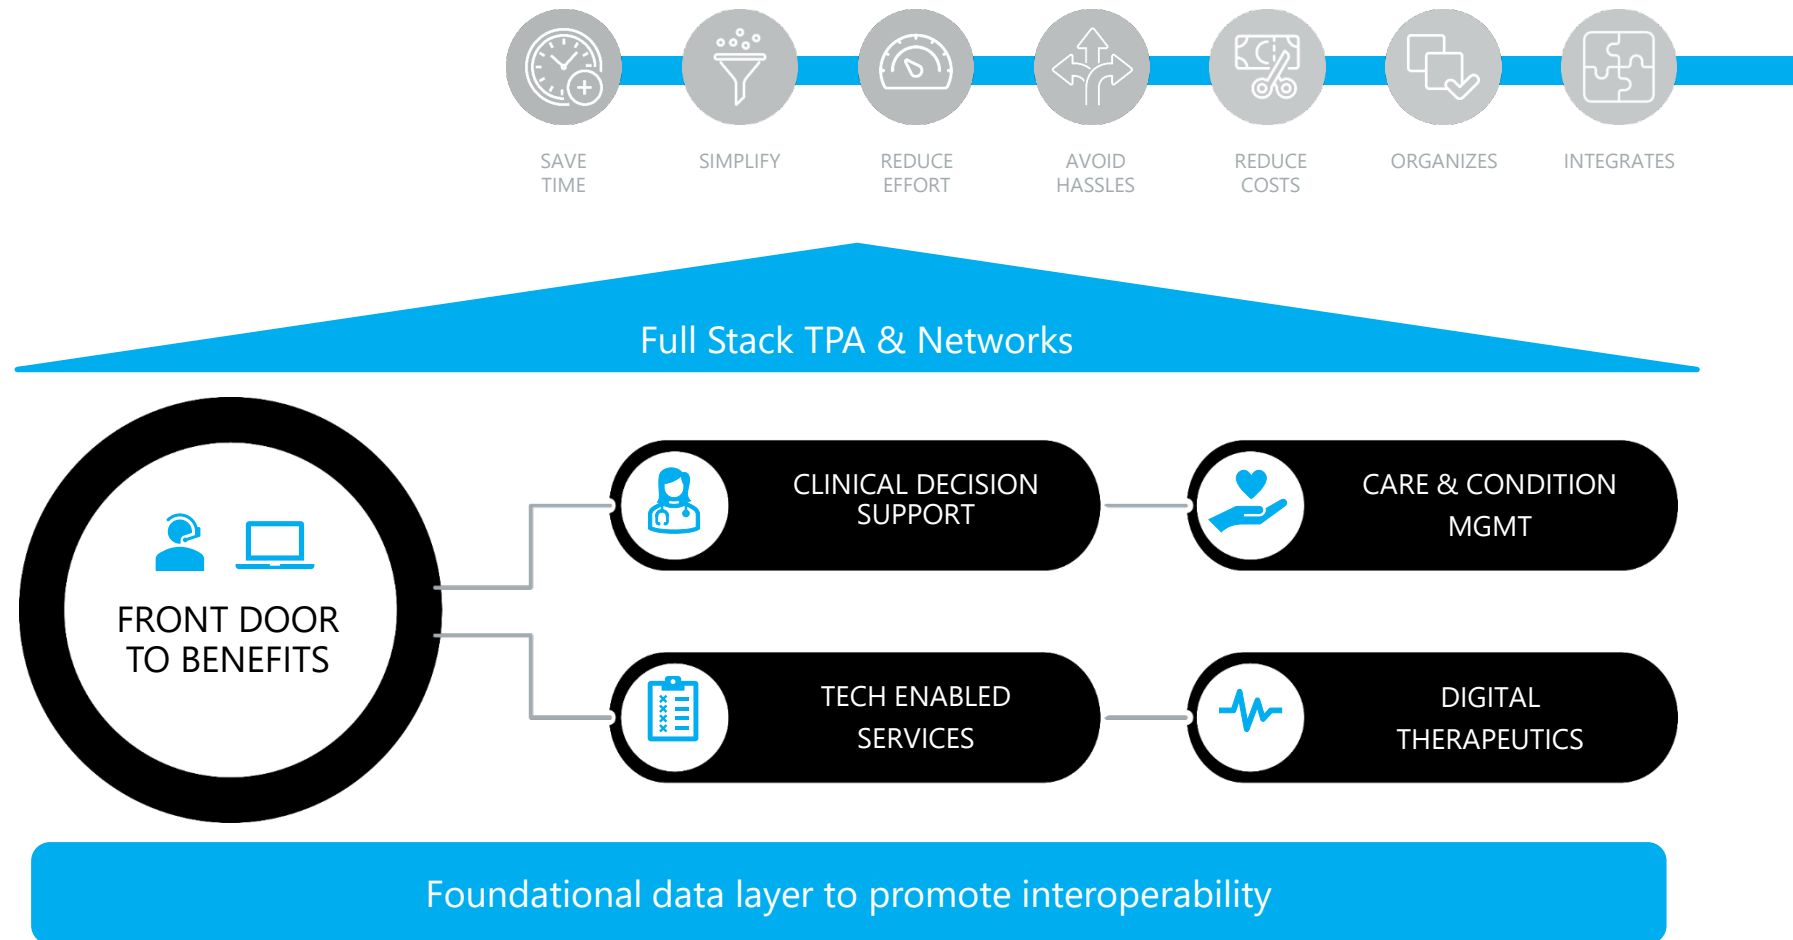 SAVE
TIME
SIMPLIFY
REDUCE
EFFORT
AVOID
HASSLES
REDUCE
COSTS
ORGANIZES
INTEGRATES
Full Stack TPA & Networks
FRONT DOOR
TO BENEFITS
CLINICAL DECISION
SUPPORT
CARE & CONDITION
MGMT
TECH ENABLED
SERVICES
DIGITAL
THERAPEUTICS
Foundational data layer to promote interoperability